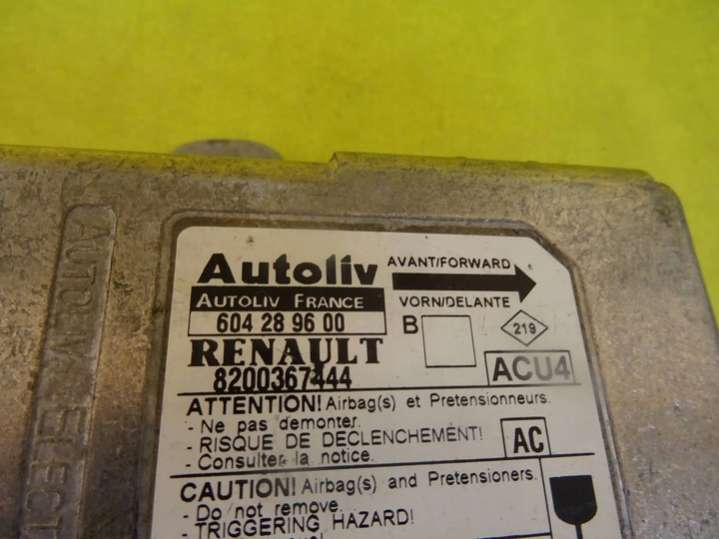 Autoliv
AVANT/FORWARD
AUTOLIV FRANCE
VORN/DELANTE
604 28 96 00
B
219
RENAULT
8200367444
ACU4
ATTENTION! Airbag(s) et Pretensionneurs.
- Ne pas demonter.
- RISQUE DE DECLENCHEMENT!
- Consulter la notice.
AC
CAUTION! Airbag(s) and Pretensioners.
- Do not remove.
- TRIGGERING HAZARD!
AUTOLIV ELECT